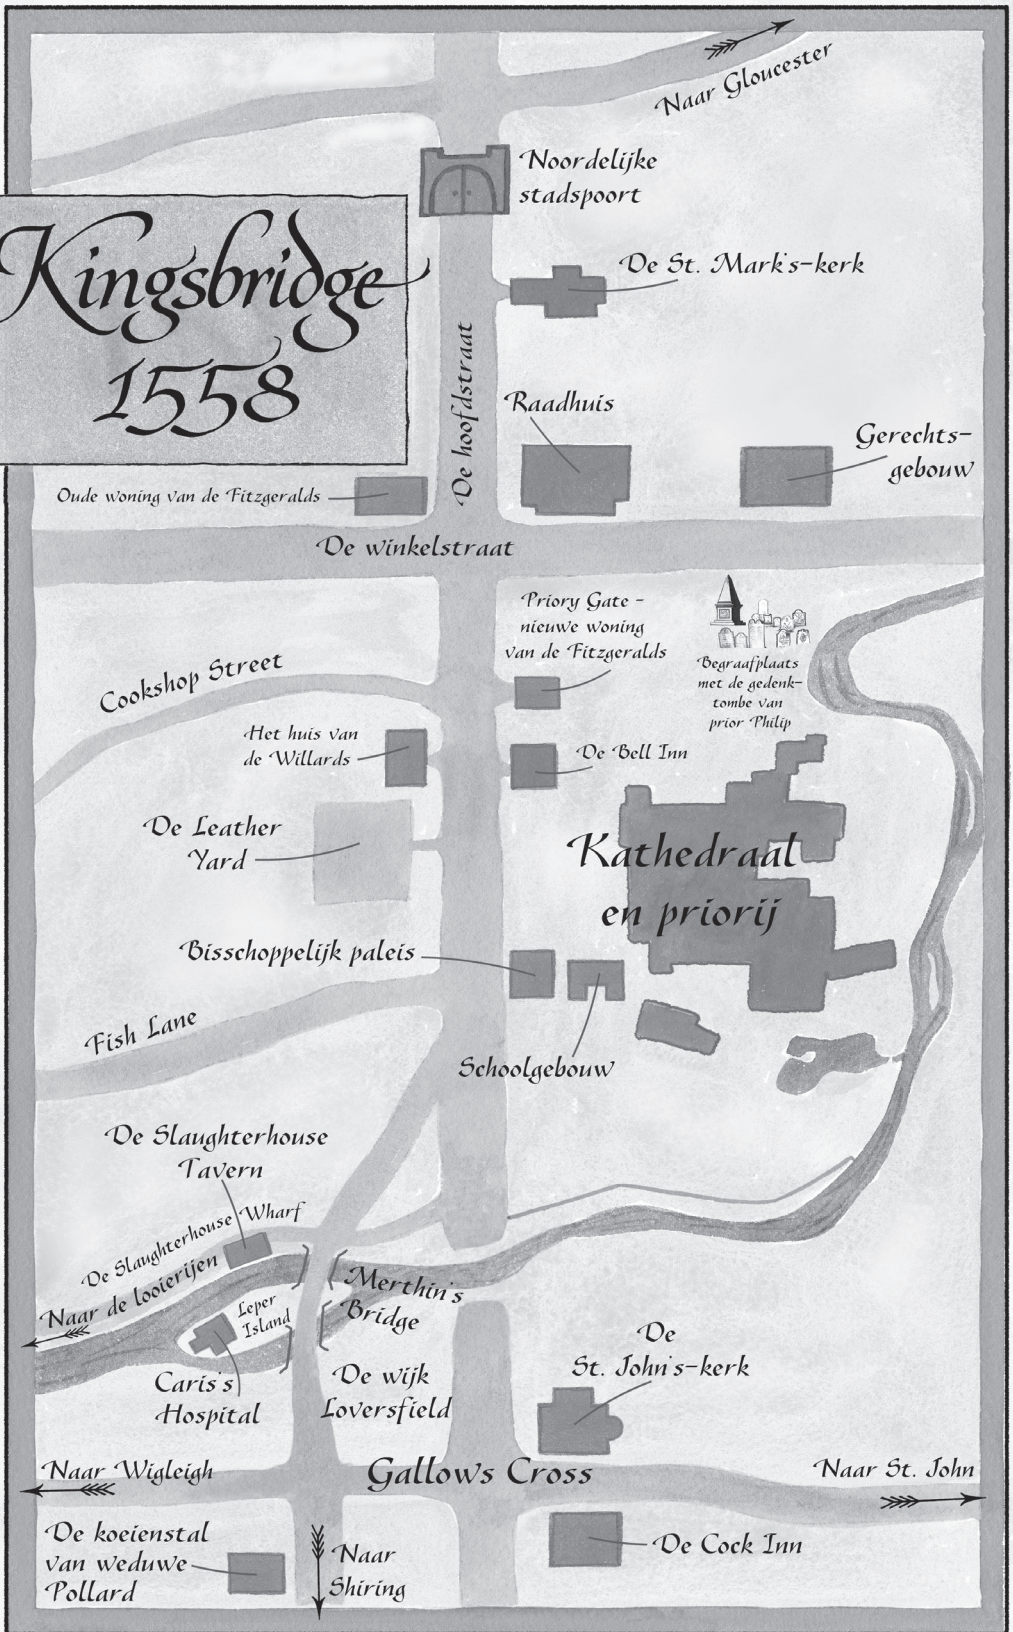 Naar Gloucester
Noordelijke
stadspoort
Kingsbridge
1558
De St. Mark's-kerk
De hoofdstraat
Raadhuis
Gerechts-
gebouw
Oude woning van de Fitzgeralds
De winkelstraat
Priory Gate -
nieuwe woning
van de Fitzgeralds
Begraafplaats
met de gedenk-
tombe van
prior Philip
Cookshop Street
Het huis van
de Willards
De Bell Inn
De Leather
Yard
Kathedraal
en priorij
Bisschoppelijk paleis
Fish Lane
Schoolgebouw
De Slaughterhouse
Tavern
De Slaughterhouse Wharf
Naar de looierijen
Leper
Island
Merthin's
Bridge
Caris's
Hospital
De wijk
Loversfield
De
St. John's-kerk
Naar Wigleigh
Gallows Cross
Naar St. John
De koeienstal
van weduwe
Pollard
Naar
Shiring
De Cock Inn